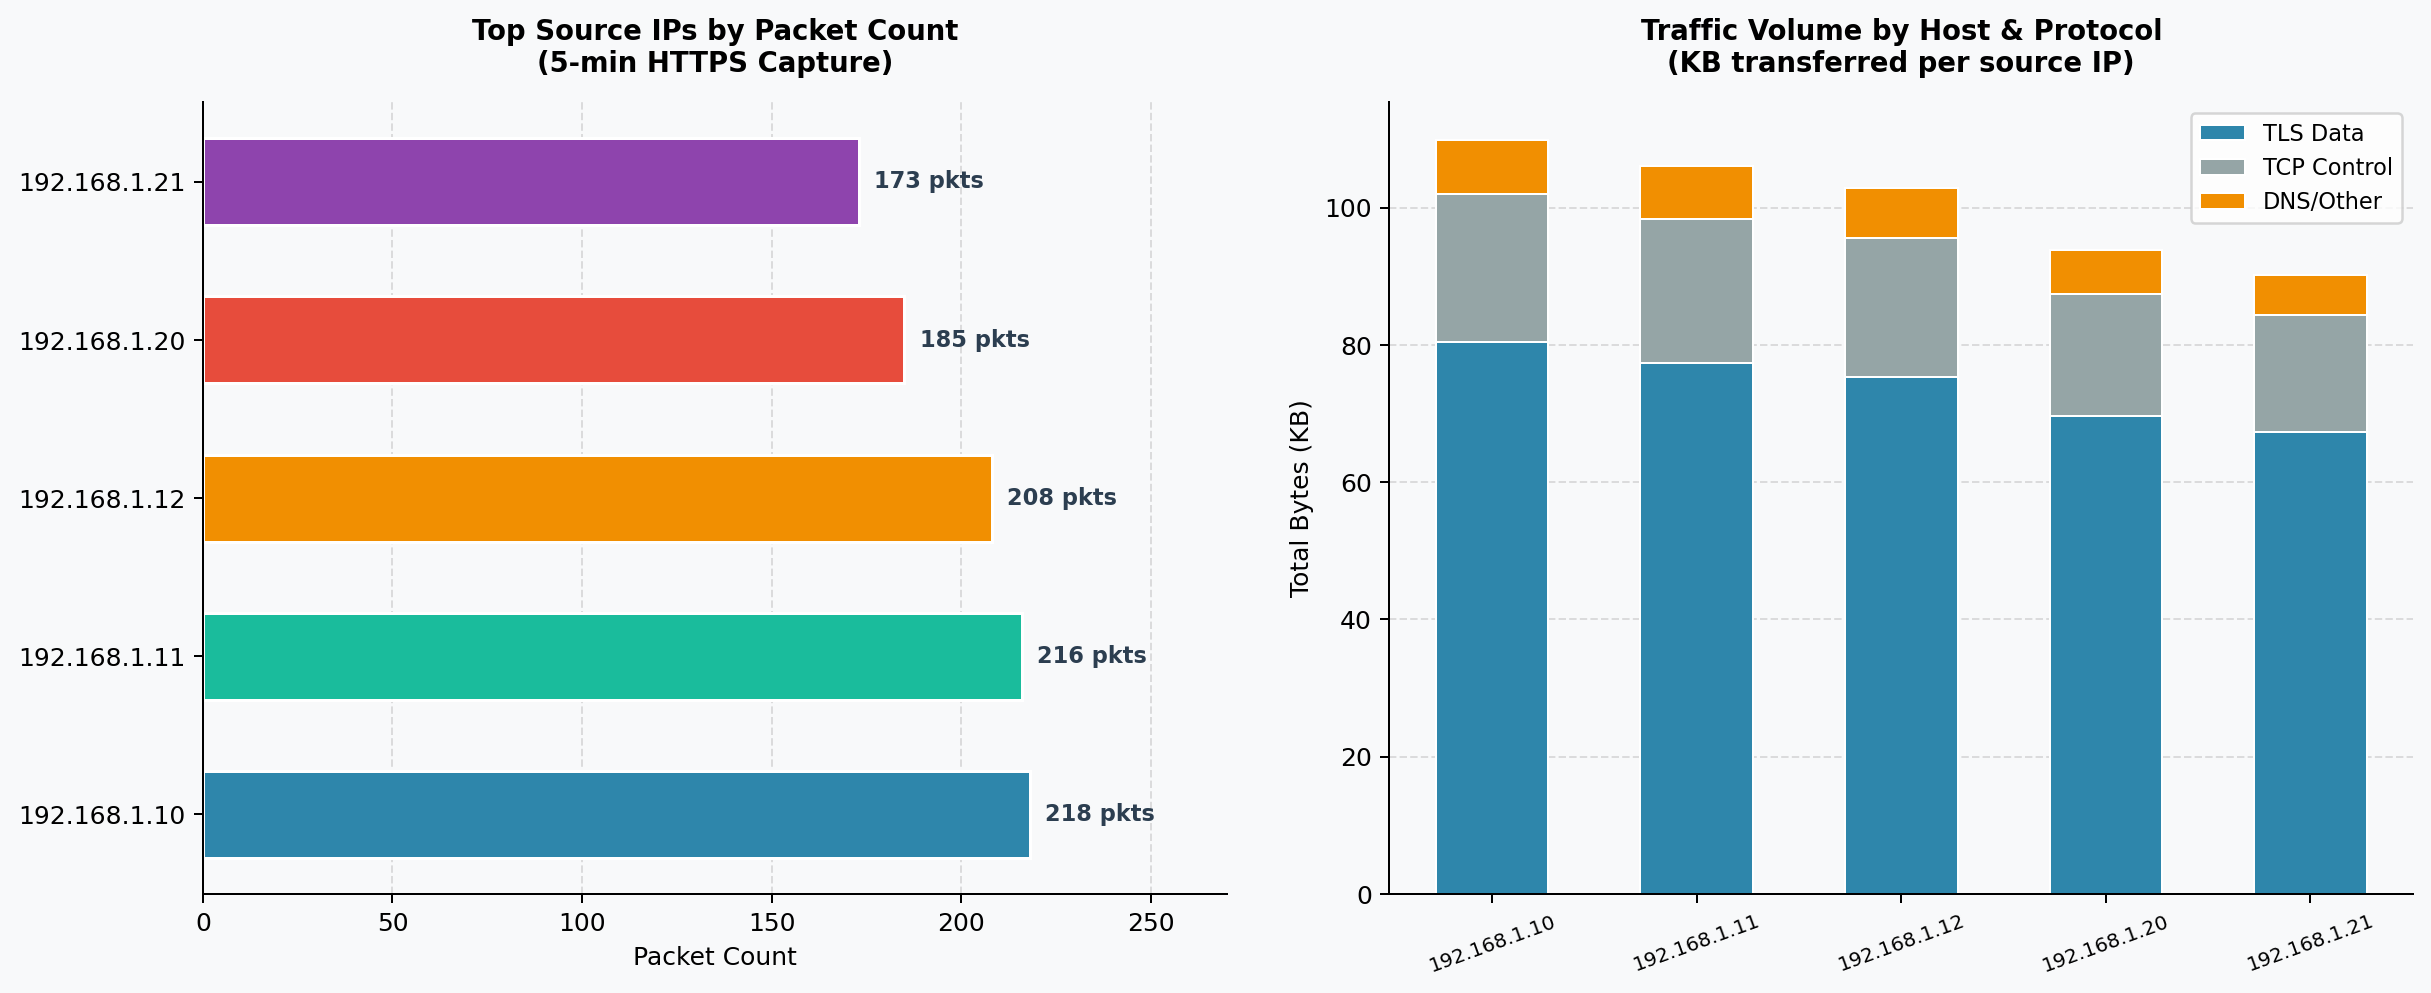 Top Source IPs by Packet Count
(5-min HTTPS Capture)
192.168.1.21
173 pkts
192.168.1.20
185 pkts
192.168.1.12
208 pkts
192.168.1.11
216 pkts
192.168.1.10
218 pkts
0
50
100
150
200
250
Packet Count
Traffic Volume by Host & Protocol
(KB transferred per source IP)
TLS Data
TCP Control
DNS/Other
Total Bytes (KB)
100
80
60
40
20
0
192.168.1.10
192.168.1.11
192.168.1.12
192.168.1.20
192.168.1.21